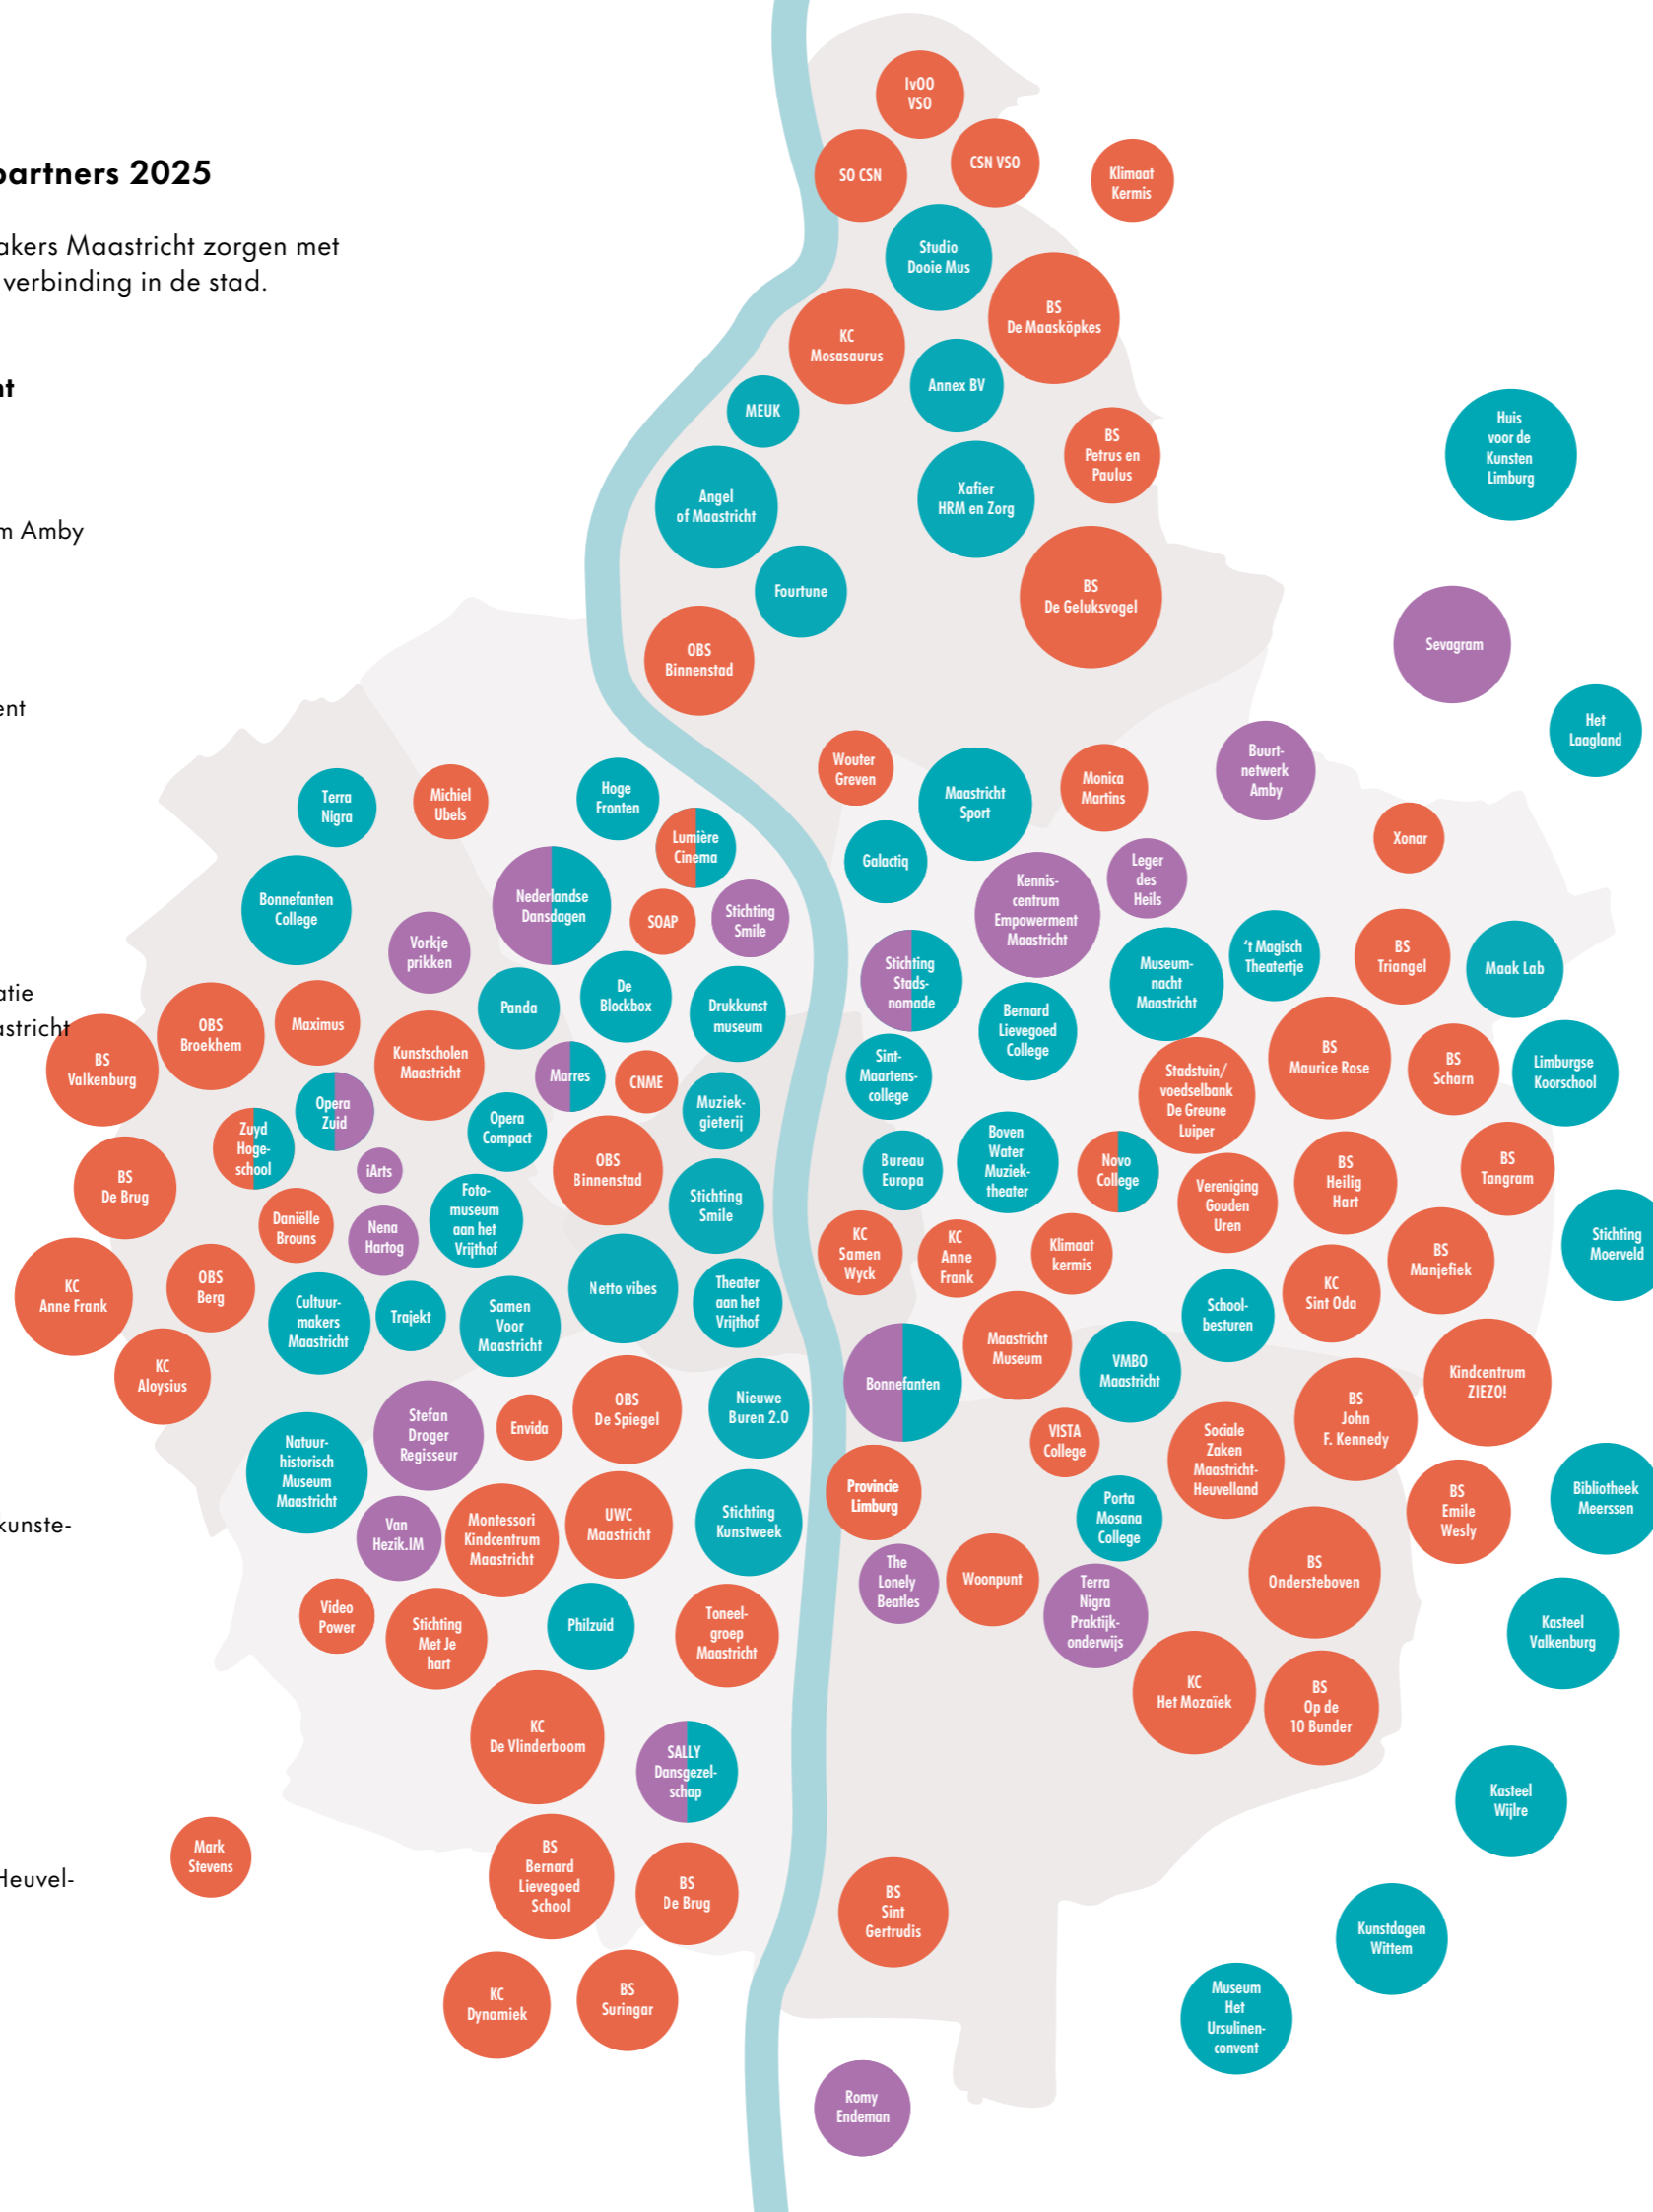 partners 2025
akers Maastricht zorgen met
verbinding in de stad.
nt
m Amby
ent
atie
astricht
kunste-
Heuvel-
IvOO
VSO
SO CSN
CSN VSO
Klimaat
Kermis
Studio
Dooie Mus
BS
De Maasköpkes
KC
Mosasaurus
Annex BV
MEUK
BS
Petrus en
Paulus
Huis
voor de
Kunsten
Limburg
Angel
of Maastricht
Xafier
HRM en Zorg
Fourtune
BS
De Geluksvogel
OBS
Binnenstad
Sevagram
Het
Laagland
Buurt-
netwerk
Amby
Wouter
Greven
Maastricht
Sport
Monica
Martins
Xonar
Terra
Nigra
Michiel
Ubels
Hoge
Fronten
Lumière
Cinema
Galactiq
Leger
des
Heils
Kennis-
centrum
Empowerment
Maastricht
Bonnefanten
College
Nederlandse
Dansdagen
SOAP
Stichting
Smile
Vorkje
prikken
Stichting
Stads-
nomade
Museum-
nacht
Maastricht
't Magisch
Theatertje
BS
Triangel
Maak Lab
Panda
De
Blockbox
Drukkunst
museum
Bernard
Lievegoed
College
BS
Valkenburg
OBS
Broekhem
Maximus
Kunstscholen
Maastricht
Marres
CNME
Sint-
Maartens-
college
Stadstuin/
voedselbank
De Greune
Luiper
BS
Maurice Rose
BS
Scharn
Limburgse
Koorschool
Opera
Zuid
Muziek-
gieterij
Zuyd
Hoge-
school
Opera
Compact
iArts
OBS
Binnenstad
Bureau
Europa
Boven
Water
Muziek-
theater
Novo
College
BS
Heilig
Hart
BS
Tangram
BS
De Brug
Daniëlle
Brouns
Nena
Hartog
Foto-
museum
aan het
Vrijthof
Stichting
Smile
Vereniging
Gouden
Uren
Stichting
Moerveld
KC
Samen
Wyck
KC
Anne
Frank
Klimaat
kermis
BS
Manjefiek
KC
Anne Frank
OBS
Berg
Cultuur-
makers
Maastricht
Trajekt
Samen
Voor
Maastricht
Netto vibes
Theater
aan het
Vrijthof
School-
besturen
KC
Sint Oda
Maastricht
Museum
VMBO
Maastricht
Bonnefanten
Kindcentrum
ZIEZO!
KC
Aloysius
Stefan
Droger
Regisseur
Envida
OBS
De Spiegel
Nieuwe
Buren 2.0
VISTA
College
Sociale
Zaken
Maastricht-
Heuvelland
BS
John
F. Kennedy
Natuur-
historisch
Museum
Maastricht
Provincie
Limburg
Porta
Mosana
College
BS
Emile
Wesly
Bibliotheek
Meerssen
Van
Hezik.IM
Montessori
Kindcentrum
Maastricht
UWC
Maastricht
Stichting
Kunstweek
The
Lonely
Beatles
Woonpunt
Terra
Nigra
Praktijk-
onderwijs
BS
Ondersteboven
Video
Power
Stichting
Met Je
hart
Philzuid
Toneel-
groep
Maastricht
Kasteel
Valkenburg
KC
Het Mozaïek
BS
Op de
10 Bunder
KC
De Vlinderboom
SALLY
Dansgezel-
schap
Kasteel
Wijlre
Mark
Stevens
BS
Bernard
Lievegoed
School
BS
De Brug
BS
Sint
Gertrudis
Kunstdagen
Wittem
KC
Dynamiek
BS
Suringar
Museum
Het
Ursulinen-
convent
Romy
Endeman